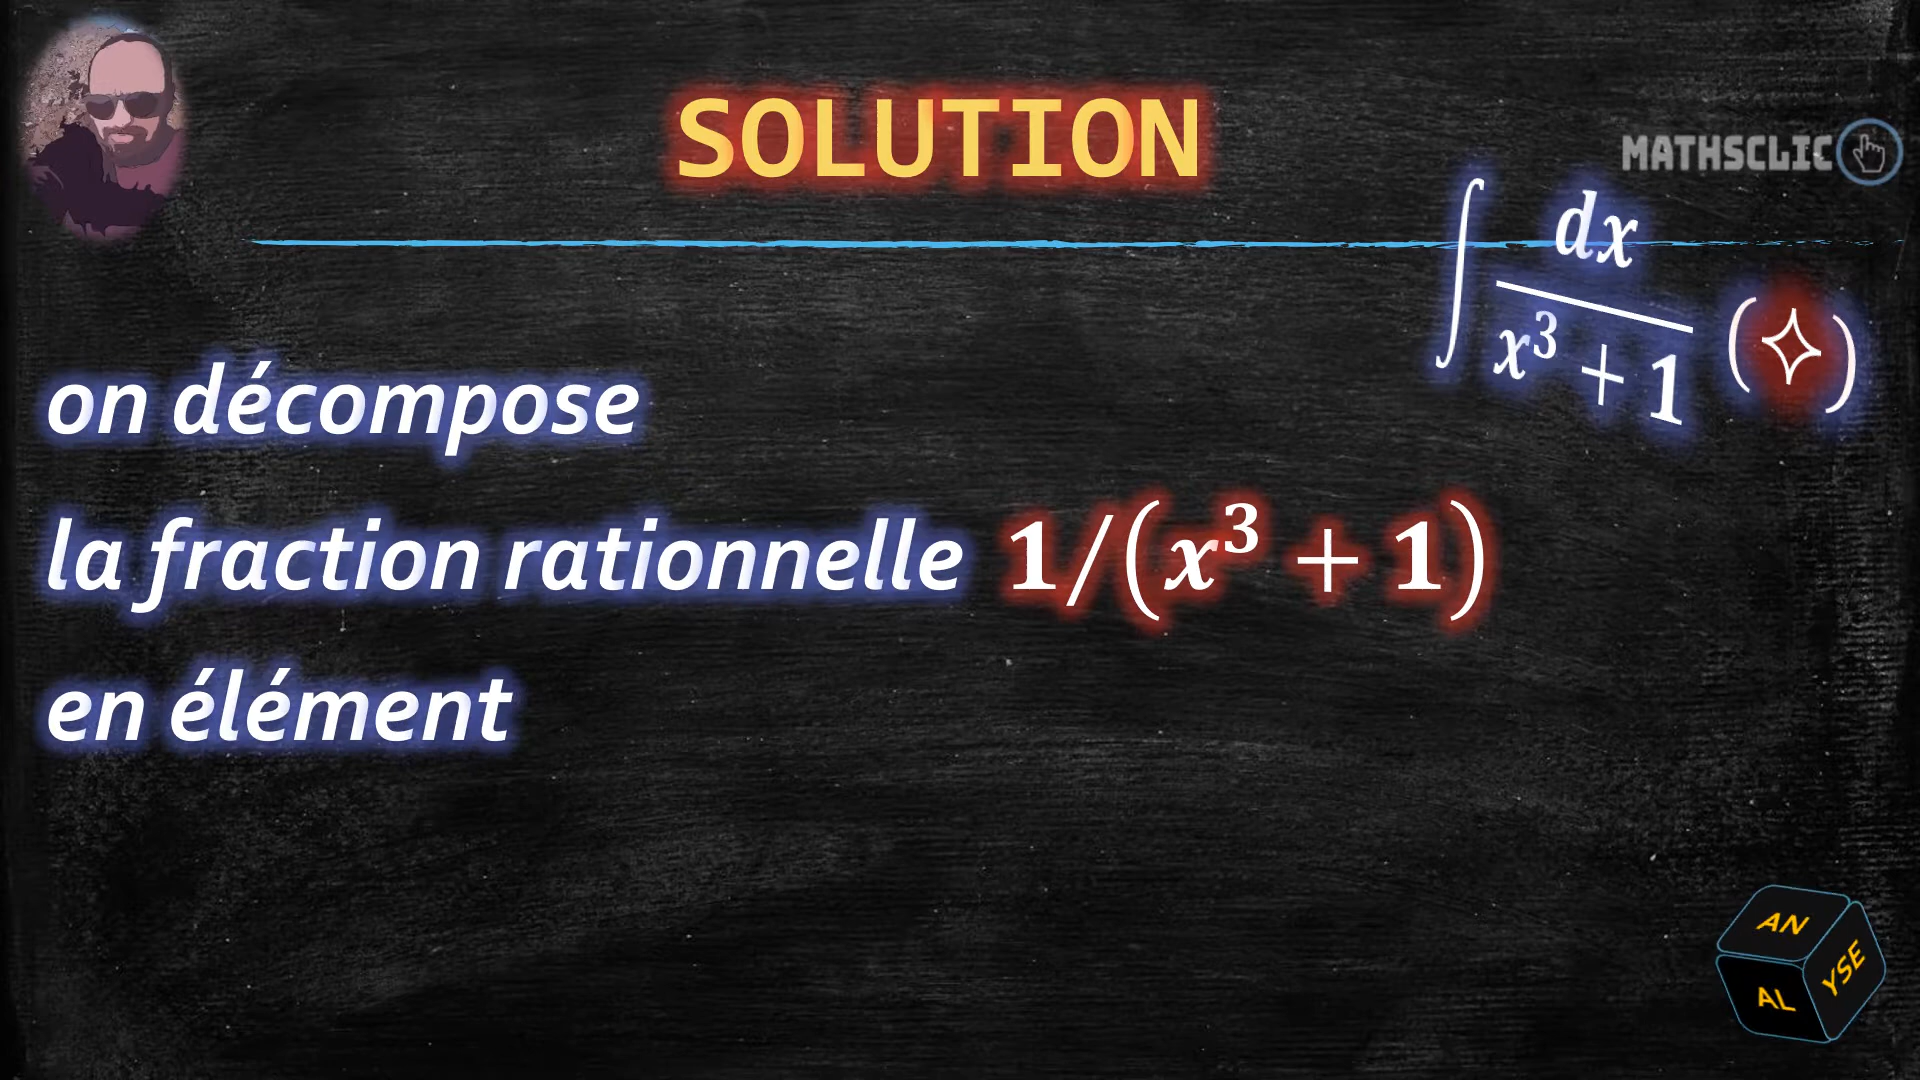 SOLUTION
MATHSCLIC
∫ dx / (x³ + 1) (✧)
on décompose
la fraction rationnelle 1/(x³ + 1)
en élément
AN
AL
YSE